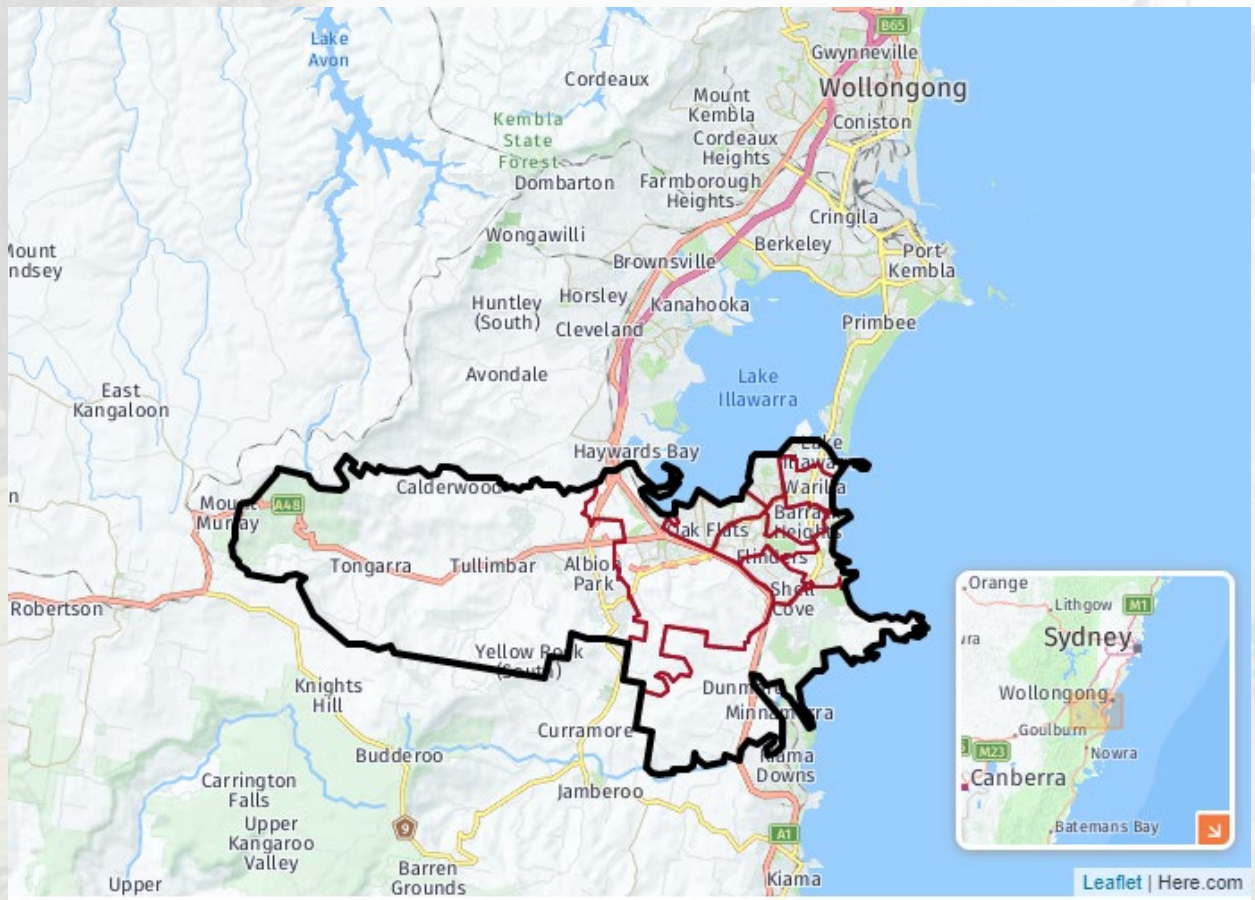 B65
Lake
Avon
Gwynneville
Cordeaux
Wollongong
Mount
Kembla
Kembla
State
Forest
Coniston
Cordeaux
Heights
Dombarton
Farmborough
Heights
Cringila
Wongawilli
Berkeley
Port
Kembla
Mount
ndsey
Brownsville
Huntley
(South)
Horsley
Kanahooka
Cleveland
Primbee
Avondale
Lake
Illawarra
East
Kangaloon
Haywards Bay
Lake
Illawa
Calderwood
Warilla
n
Mount
Murray
A48
Barra
Heights
Oak Flats
Flinders
Tongarra
Tullimbar
Albion
Park
Shell
Cove
Robertson
Yellow Rock
(South)
Knights
Hill
Dunmore
Minnamurra
Curramore
Budderoo
Kiama
Downs
Carrington
Falls
Jamberoo
Upper
Kangaroo
Valley
9
A1
Barren
Grounds
Kiama
Upper
Orange
Lithgow
M1
Sydney
Wollongong
Goulburn
M23
Nowra
Canberra
Batemans Bay
Leaflet | Here.com